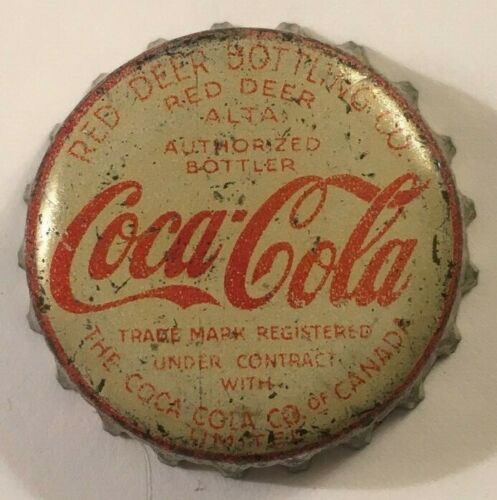 RED DEER BOTTLING CO.
RED DEER
ALTA.
AUTHORIZED
BOTTLER
Coca-Cola
TRADE MARK REGISTERED
UNDER CONTRACT
WITH
THE COCA COLA CO. OF CANADA
LIMITED